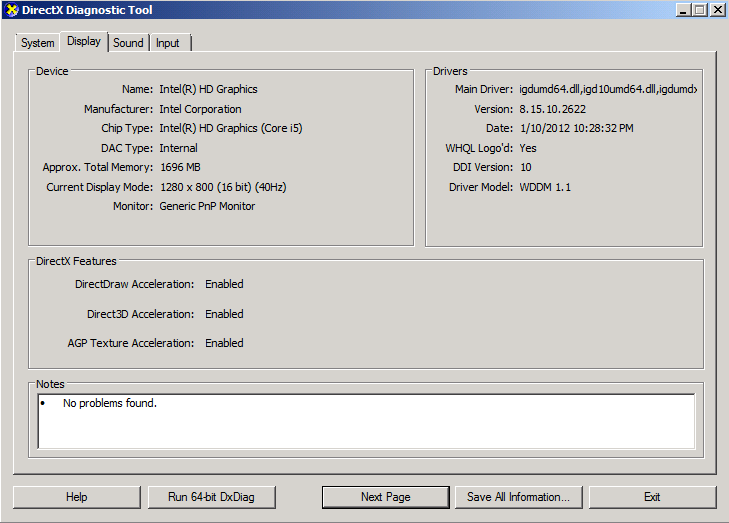 DirectX Diagnostic Tool
System Display Sound Input
Device
Name: Intel(R) HD Graphics
Manufacturer: Intel Corporation
Chip Type: Intel(R) HD Graphics (Core i5)
DAC Type: Internal
Approx. Total Memory: 1696 MB
Current Display Mode: 1280 x 800 (16 bit) (40Hz)
Monitor: Generic PnP Monitor
Drivers
Main Driver: igdumd64.dll,igd10umd64.dll,igdumdx
Version: 8.15.10.2622
Date: 1/10/2012 10:28:32 PM
WHQL Logo'd: Yes
DDI Version: 10
Driver Model: WDDM 1.1
DirectX Features
DirectDraw Acceleration: Enabled
Direct3D Acceleration: Enabled
AGP Texture Acceleration: Enabled
Notes
• No problems found.
Help Run 64-bit DxDiag Next Page Save All Information... Exit